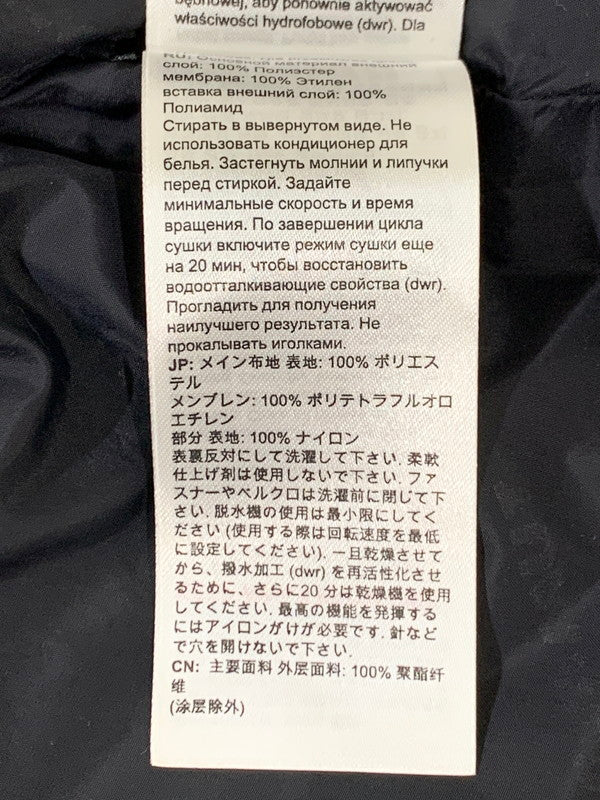 bębnowej, aby ponownie aktywować
właściwości hydrofobowe (dwr). Dla
RU: Основной материал внешний
слой: 100% Полиэстер
мембрана: 100% Этилен
вставка внешний слой: 100%
Полиамид
Стирать в вывернутом виде. Не
использовать кондиционер для
белья. Застегнуть молнии и липучки
перед стиркой. Задайте
минимальные скорость и время
вращения. По завершении цикла
сушки включите режим сушки еще
на 20 мин, чтобы восстановить
водоотталкивающие свойства (dwr).
Прогладить для получения
наилучшего результата. Не
прокалывать иголками.
JP: メイン布地 表地: 100% ポリエス
テル
メンブレン: 100% ポリテトラフルオロ
エチレン
部分 表地: 100% ナイロン
表裏反対にして洗濯して下さい. 柔軟
仕上げ剤は使用しないで下さい. ファ
スナーやベルクロは洗濯前に閉じて下
さい. 脱水機の使用は最小限にしてく
ださい (使用する際は回転速度を最低
に設定してください). 一旦乾燥させて
から、撥水加工 (dwr) を再活性化させ
るために、さらに20 分は乾燥機を使用
してください. 最高の機能を発揮する
にはアイロンがけが必要です. 針など
で穴を開けないで下さい.
CN: 主要面料 外层面料: 100% 聚酯纤
维
(涂层除外)